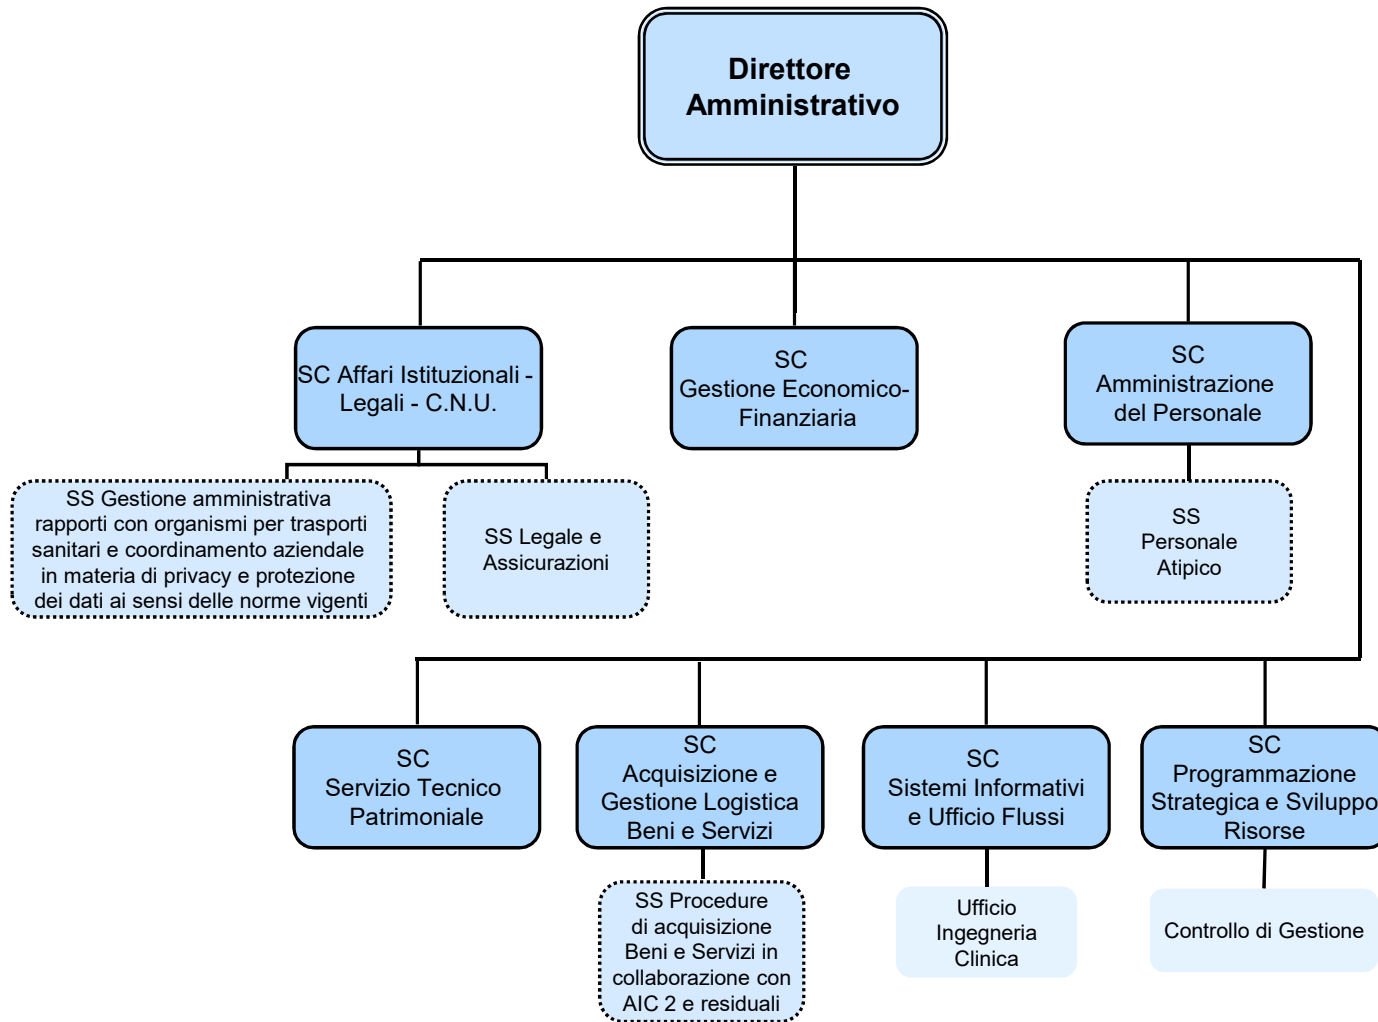 Direttore
Amministrativo
SC Affari Istituzionali -
Legali - C.N.U.
SC
Gestione Economico-
Finanziaria
SC
Amministrazione
del Personale
SS Gestione amministrativa
rapporti con organismi per trasporti
sanitari e coordinamento aziendale
in materia di privacy e protezione
dei dati ai sensi delle norme vigenti
SS Legale e
Assicurazioni
SS
Personale
Atipico
SC
Servizio Tecnico
Patrimoniale
SC
Acquisizione e
Gestione Logistica
Beni e Servizi
SC
Sistemi Informativi
e Ufficio Flussi
SC
Programmazione
Strategica e Sviluppo
Risorse
SS Procedure
di acquisizione
Beni e Servizi in
collaborazione con
AIC 2 e residuali
Ufficio
Ingegneria
Clinica
Controllo di Gestione